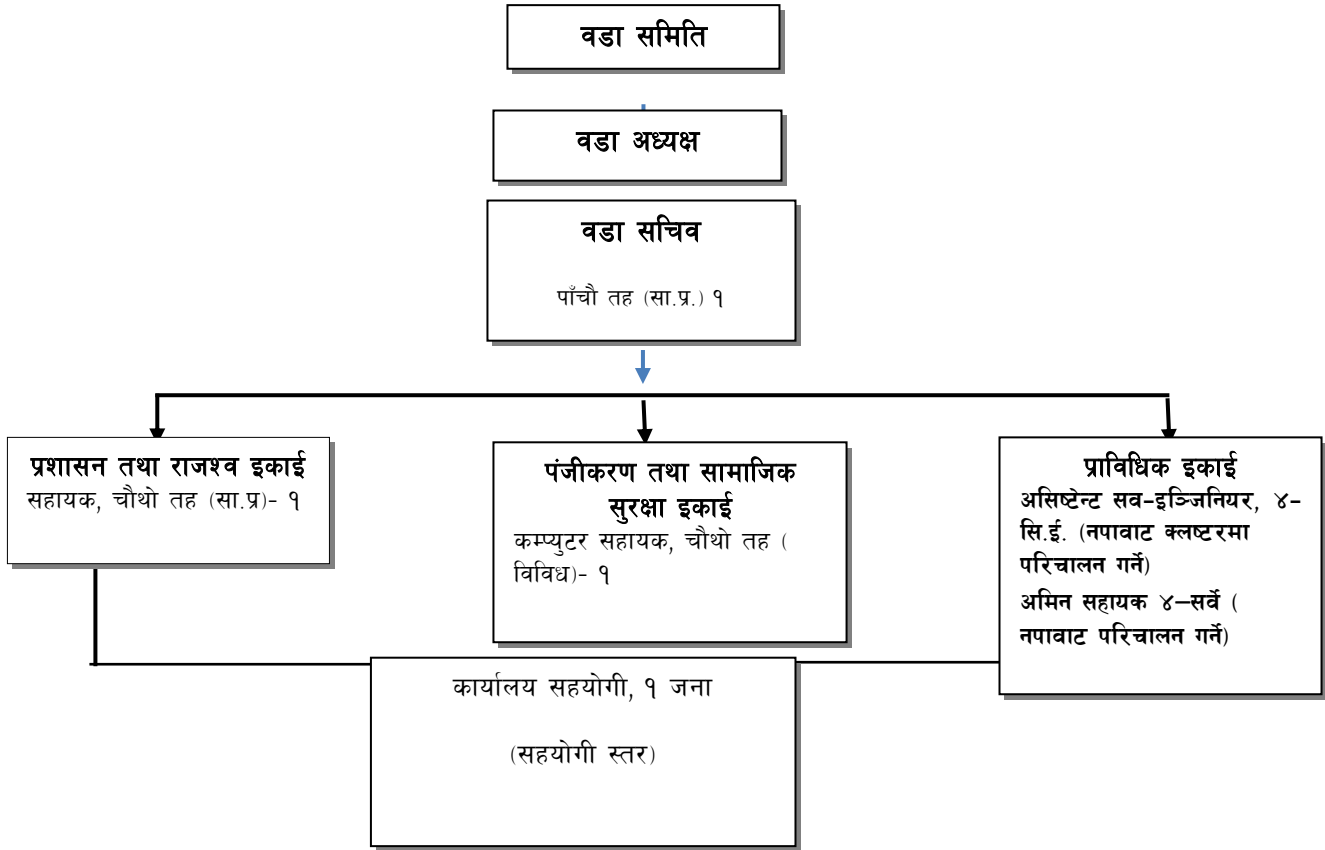 वडा समिति
वडा अध्यक्ष
वडा सचिव
पाँचौ तह (सा.प्र.) १
प्रशासन तथा राजश्व इकाई
सहायक, चौथो तह (सा.प्र)- १
पंजीकरण तथा सामाजिक
सुरक्षा इकाई
कम्प्युटर सहायक, चौथो तह (
विविध)- १
प्राविधिक इकाई
असिष्टेन्ट सव-इञ्जिनियर, ४-
सि.ई. (नपावाट क्लष्टरमा
परिचालन गर्ने)
अमिन सहायक ४–सर्वे (
नपावाट परिचालन गर्ने)
कार्यालय सहयोगी, १ जना
(सहयोगी स्तर)